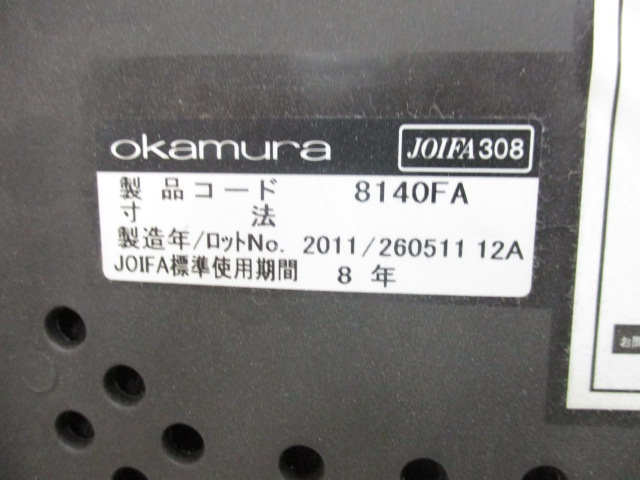 okamura JOIFA308
製品コード 8140FA
寸法
製造年/ロットNo. 2011/260511 12A
JOIFA標準使用期間 8年